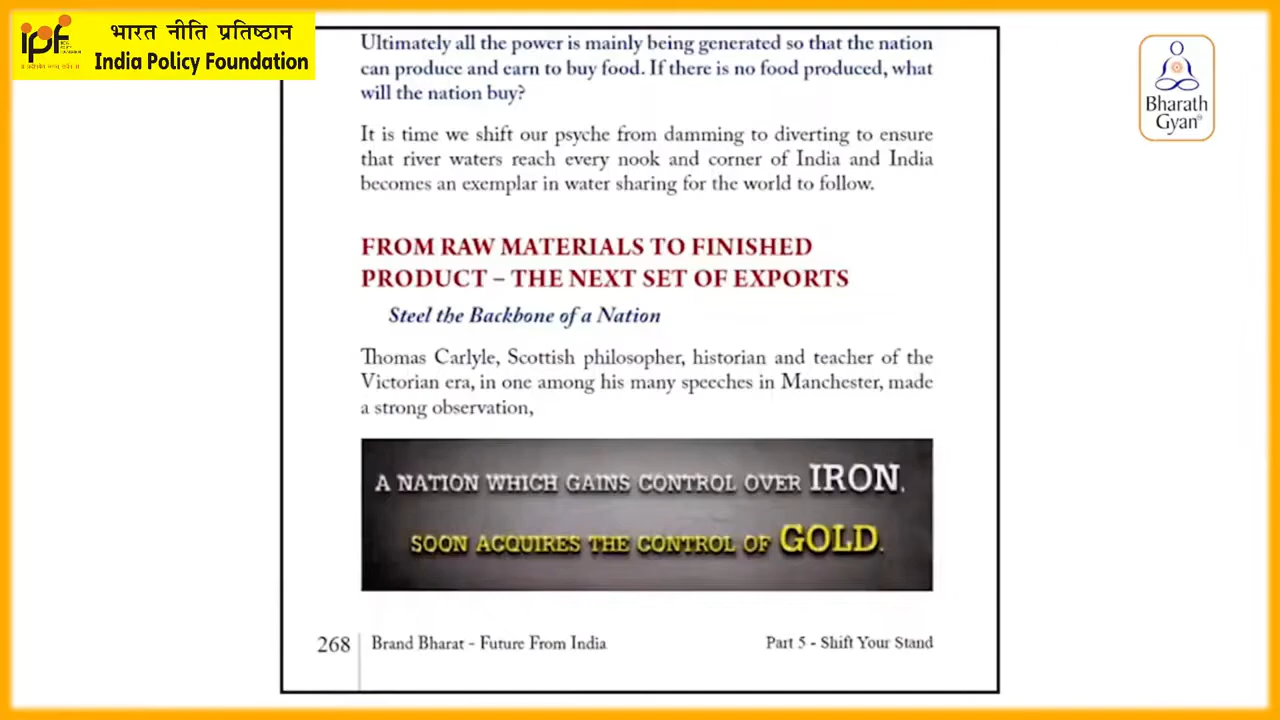 भारत नीति प्रतिष्ठान
India Policy Foundation
ipf
Bharath
Gyan®
Ultimately all the power is mainly being generated so that the nation
can produce and earn to buy food. If there is no food produced, what
will the nation buy?
It is time we shift our psyche from damming to diverting to ensure
that river waters reach every nook and corner of India and India
becomes an exemplar in water sharing for the world to follow.
FROM RAW MATERIALS TO FINISHED
PRODUCT – THE NEXT SET OF EXPORTS
Steel the Backbone of a Nation
Thomas Carlyle, Scottish philosopher, historian and teacher of the
Victorian era, in one among his many speeches in Manchester, made
a strong observation,
A NATION WHICH GAINS CONTROL OVER IRON,
SOON ACQUIRES THE CONTROL OF GOLD.
268 Brand Bharat - Future From India Part 5 - Shift Your Stand